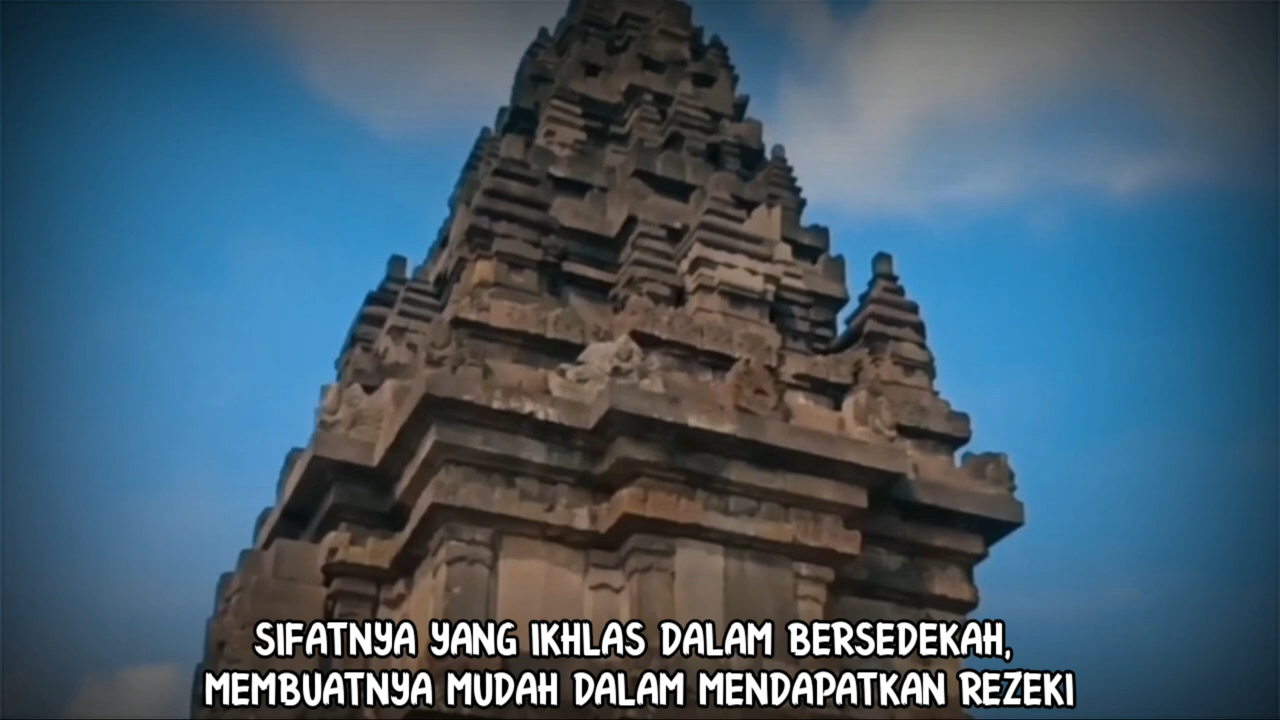 SIFATNYA YANG IKHLAS DALAM BERSEDEKAH,
MEMBUATNYA MUDAH DALAM MENDAPATKAN REZEKI